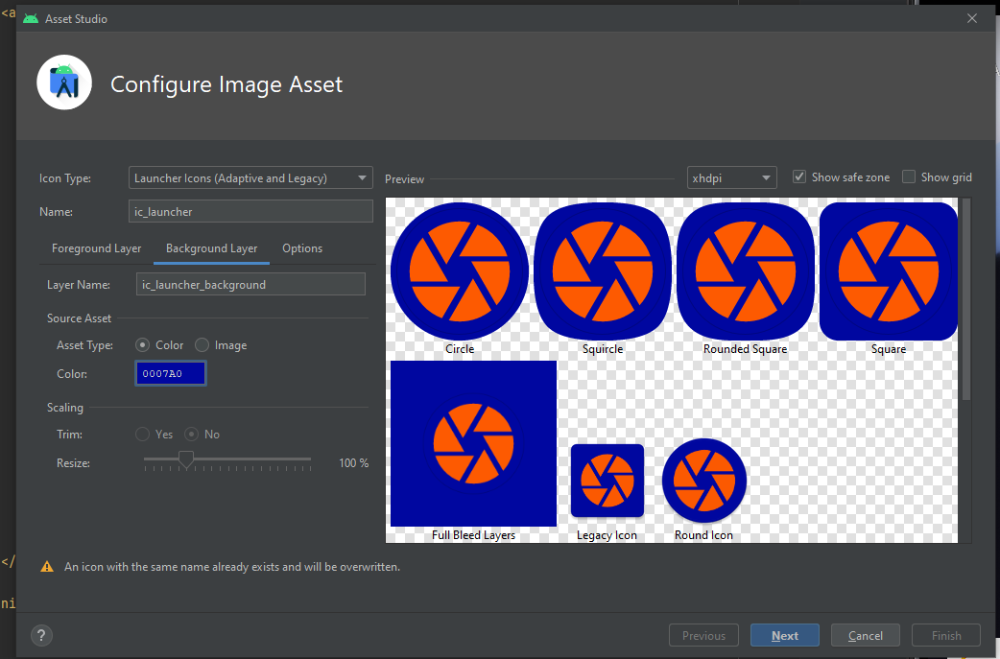 <a
Asset Studio
Configure Image Asset
Icon Type: Launcher Icons (Adaptive and Legacy)
Name: ic_launcher
Foreground Layer Background Layer Options
Layer Name: ic_launcher_background
Source Asset
Asset Type: Color Image
Color: 0007A0
Scaling
Trim: Yes No
Resize: 100 %
Preview xhdpi Show safe zone Show grid
Circle Squircle Rounded Square Square
Full Bleed Layers Legacy Icon Round Icon
</
An icon with the same name already exists and will be overwritten.
ni
? Previous Next Cancel Finish